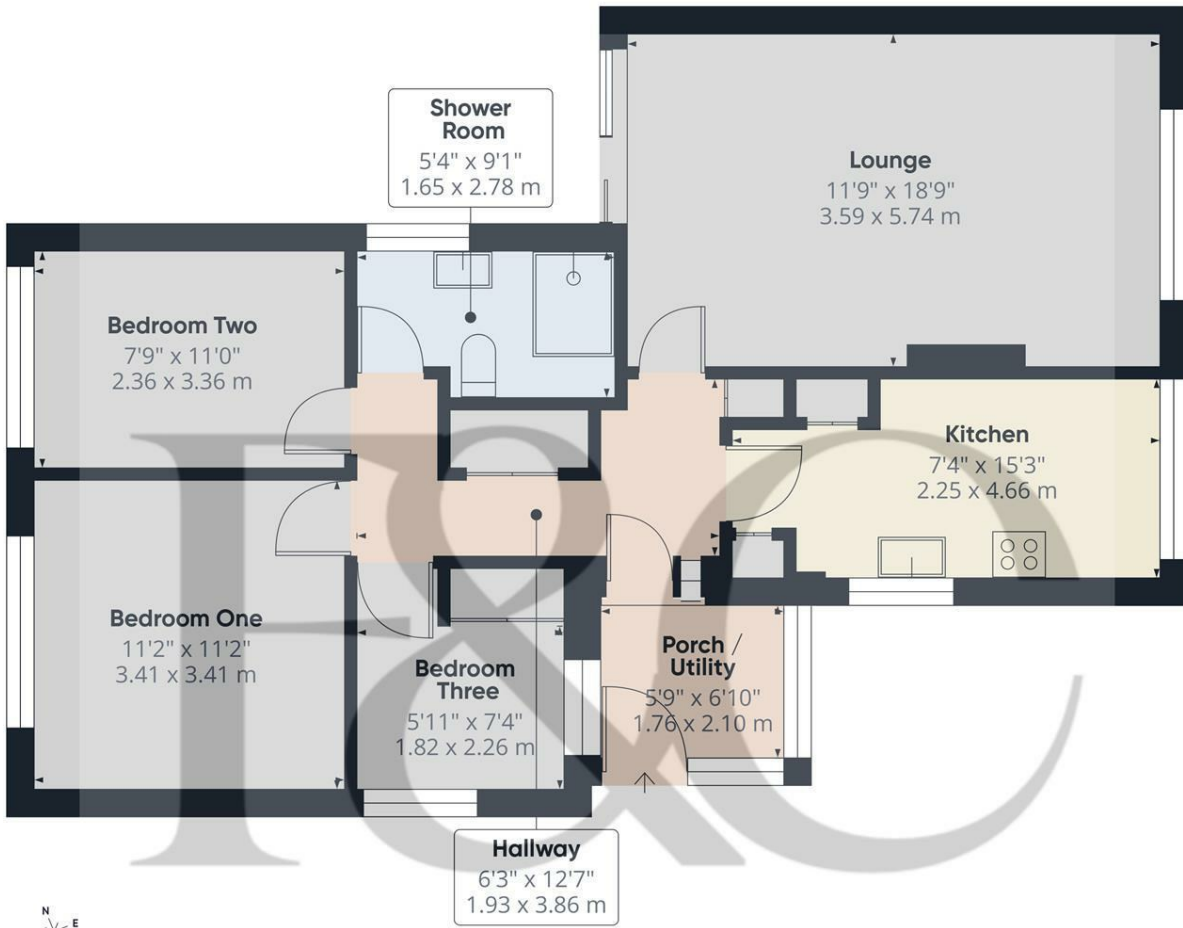 Shower
Room
5'4" x 9'1"
1.65 x 2.78 m
Lounge
11'9" x 18'9"
3.59 x 5.74 m
Bedroom Two
7'9" x 11'0"
2.36 x 3.36 m
Kitchen
7'4" x 15'3"
2.25 x 4.66 m
Bedroom One
11'2" x 11'2"
3.41 x 3.41 m
Bedroom
Three
5'11" x 7'4"
1.82 x 2.26 m
Porch /
Utility
5'9" x 6'10"
1.76 x 2.10 m
Hallway
6'3" x 12'7"
1.93 x 3.86 m
F&C
N
E